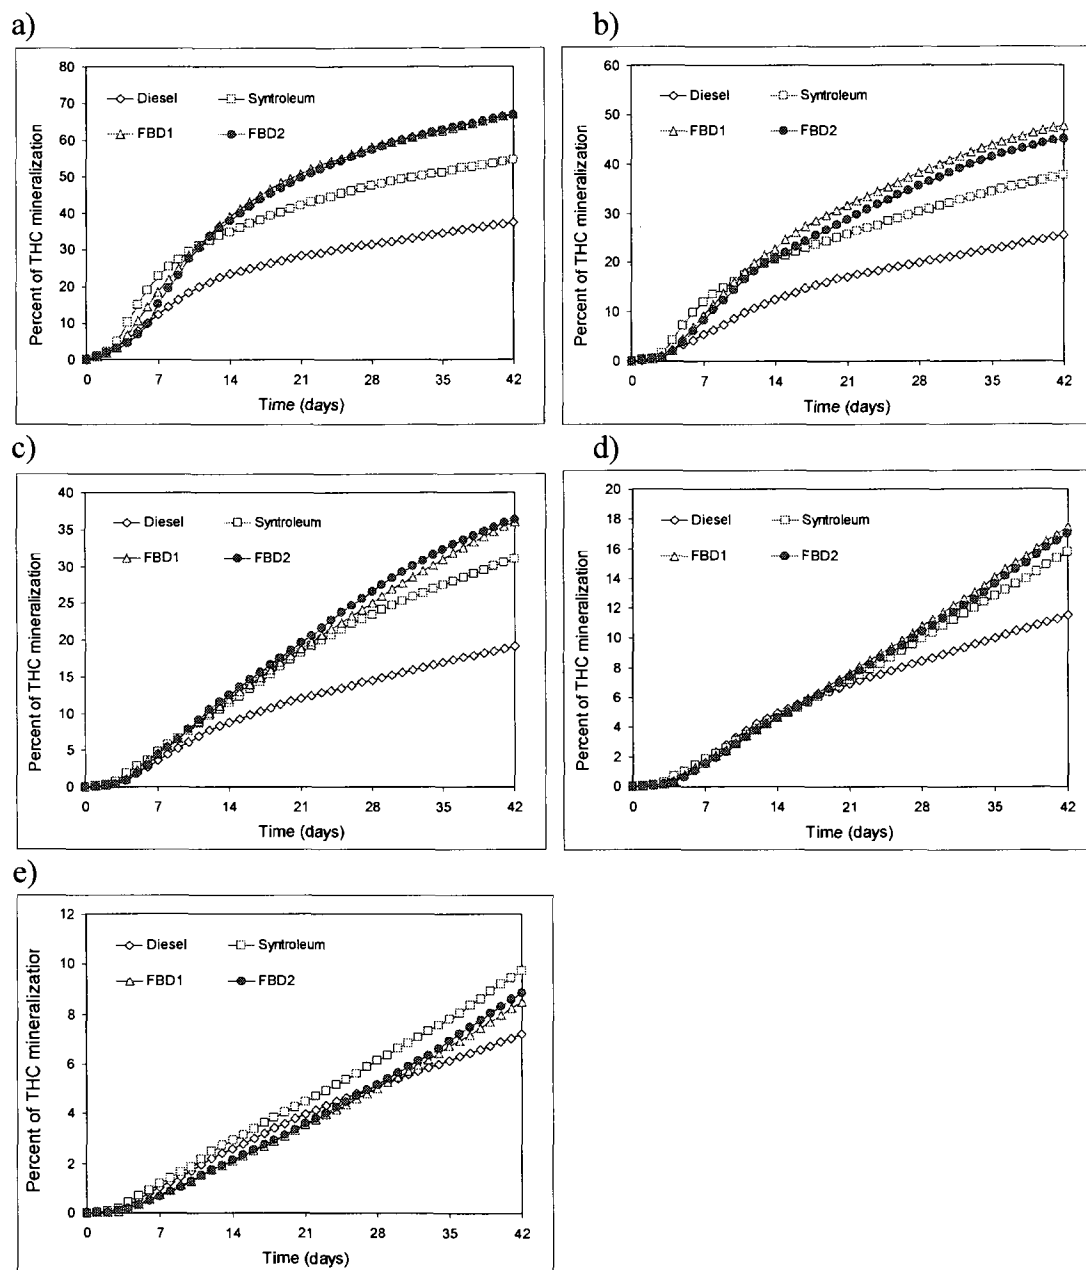 a)
Percent of THC mineralization
80
70
60
50
40
30
20
10
0
Diesel
Syntroleum
FBD1
FBD2
0 7 14 21 28 35 42
Time (days)
b)
Percent of THC mineralization
60
50
40
30
20
10
0
Diesel
Syntroleum
FBD1
FBD2
0 7 14 21 28 35 42
Time (days)
c)
Percent of THC mineralization
40
35
30
25
20
15
10
5
0
Diesel
Syntroleum
FBD1
FBD2
0 7 14 21 28 35 42
Time (days)
d)
Percent of THC mineralization
20
18
16
14
12
10
8
6
4
2
0
Diesel
Syntroleum
FBD1
FBD2
0 7 14 21 28 35 42
Time (days)
e)
Percent of THC mineralization
12
10
8
6
4
2
0
Diesel
Syntroleum
FBD1
FBD2
0 7 14 21 28 35 42
Time (days)